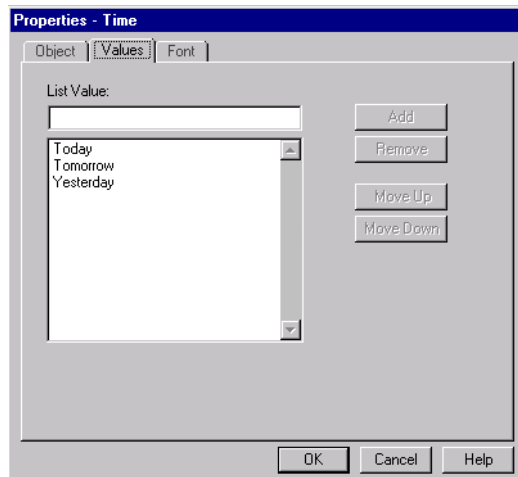 Properties - Time
Object Values Font
List Value:
Add
Today
Remove
Tomorrow
Yesterday
Move Up
Move Down
OK Cancel Help